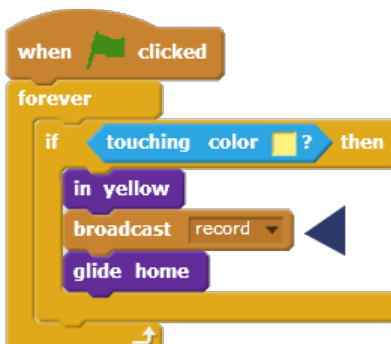 when clicked
forever
if touching color ? then
in yellow
broadcast record
glide home